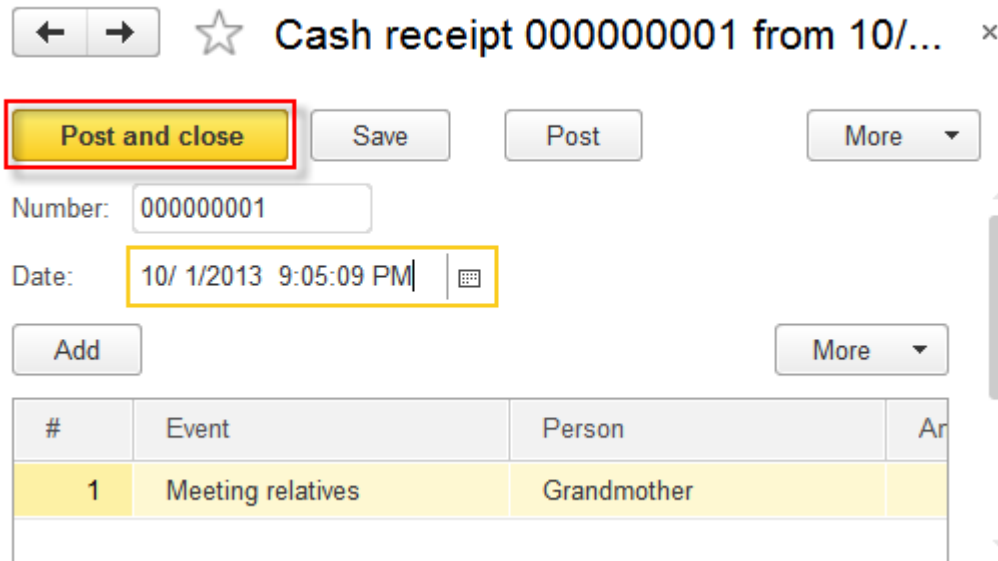 Cash receipt 000000001 from 10/...
Post and close Save Post More
Number: 000000001
Date: 10/ 1/2013 9:05:09 PM
Add More
# Event Person
1 Meeting relatives Grandmother